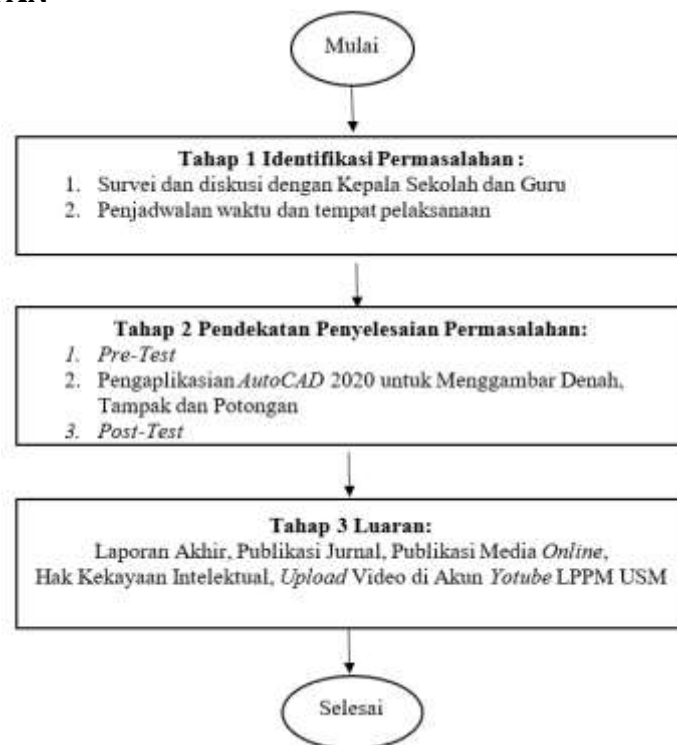 Mulai
Tahap 1 Identifikasi Permasalahan :
1. Survei dan diskusi dengan Kepala Sekolah dan Guru
2. Penjadwalan waktu dan tempat pelaksanaan
Tahap 2 Pendekatan Penyelesaian Permasalahan:
1. Pre-Test
2. Pengaplikasian AutoCAD 2020 untuk Menggambar Denah,
Tampak dan Potongan
3. Post-Test
Tahap 3 Luaran:
Laporan Akhir, Publikasi Jurnal, Publikasi Media Online,
Hak Kekayaan Intelektual, Upload Video di Akun Yotube LPPM USM
Selesai